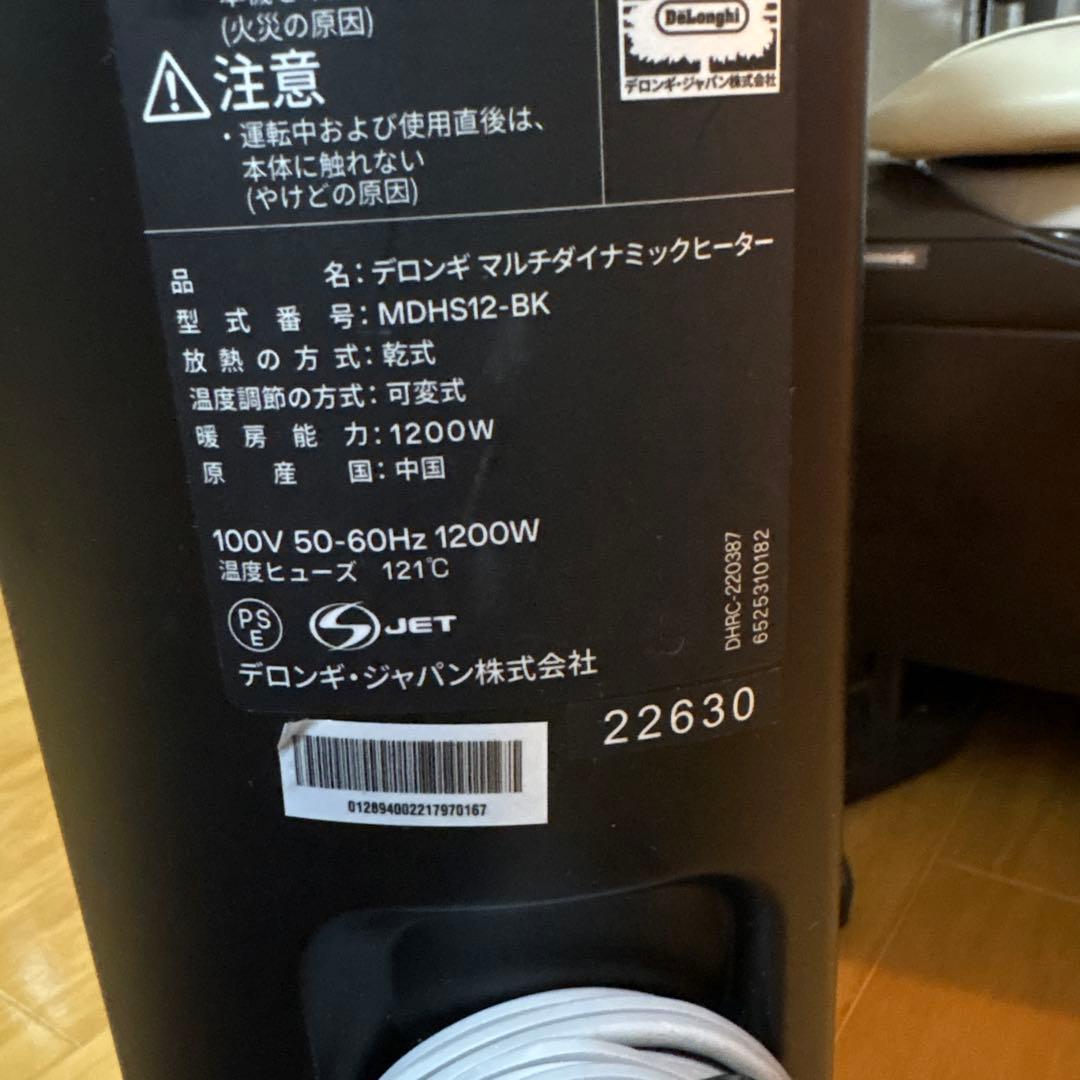 (火災の原因)
注意
・運転中および使用直後は、
本体に触れない
(やけどの原因)
DeLonghi
デロンギ・ジャパン株式会社
品名：デロンギ マルチダイナミックヒーター
型式番号：MDHS12-BK
放熱の方式：乾式
温度調節の方式：可変式
暖房能力：1200W
原産国：中国
100V 50-60Hz 1200W
温度ヒューズ 121℃
PSE
JET
デロンギ・ジャパン株式会社
DHRC-220387
6525310182
22630
012894002217970167